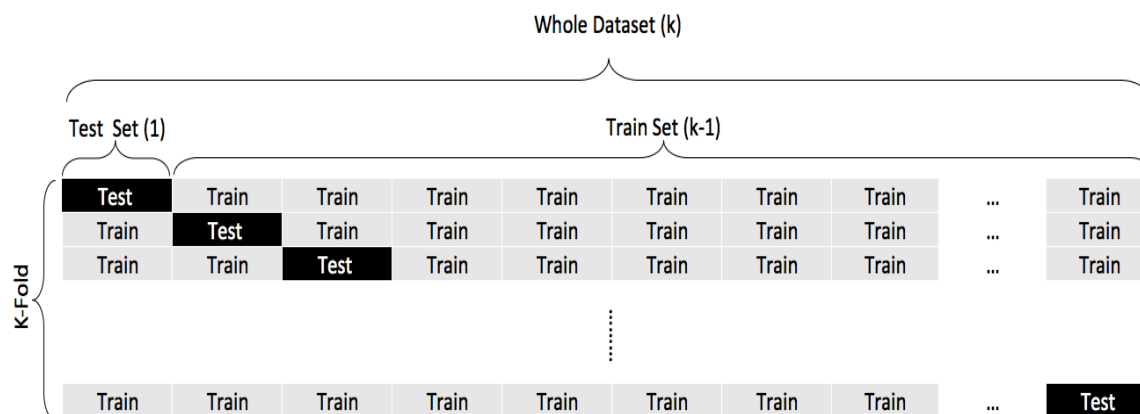 Whole Dataset (k)
Test Set (1) Train Set (k-1)
Test Train Train Train Train Train Train Train ... Train
Train Test Train Train Train Train Train Train ... Train
Train Train Test Train Train Train Train Train ... Train
K-Fold
Train Train Train Train Train Train Train Train ... Test